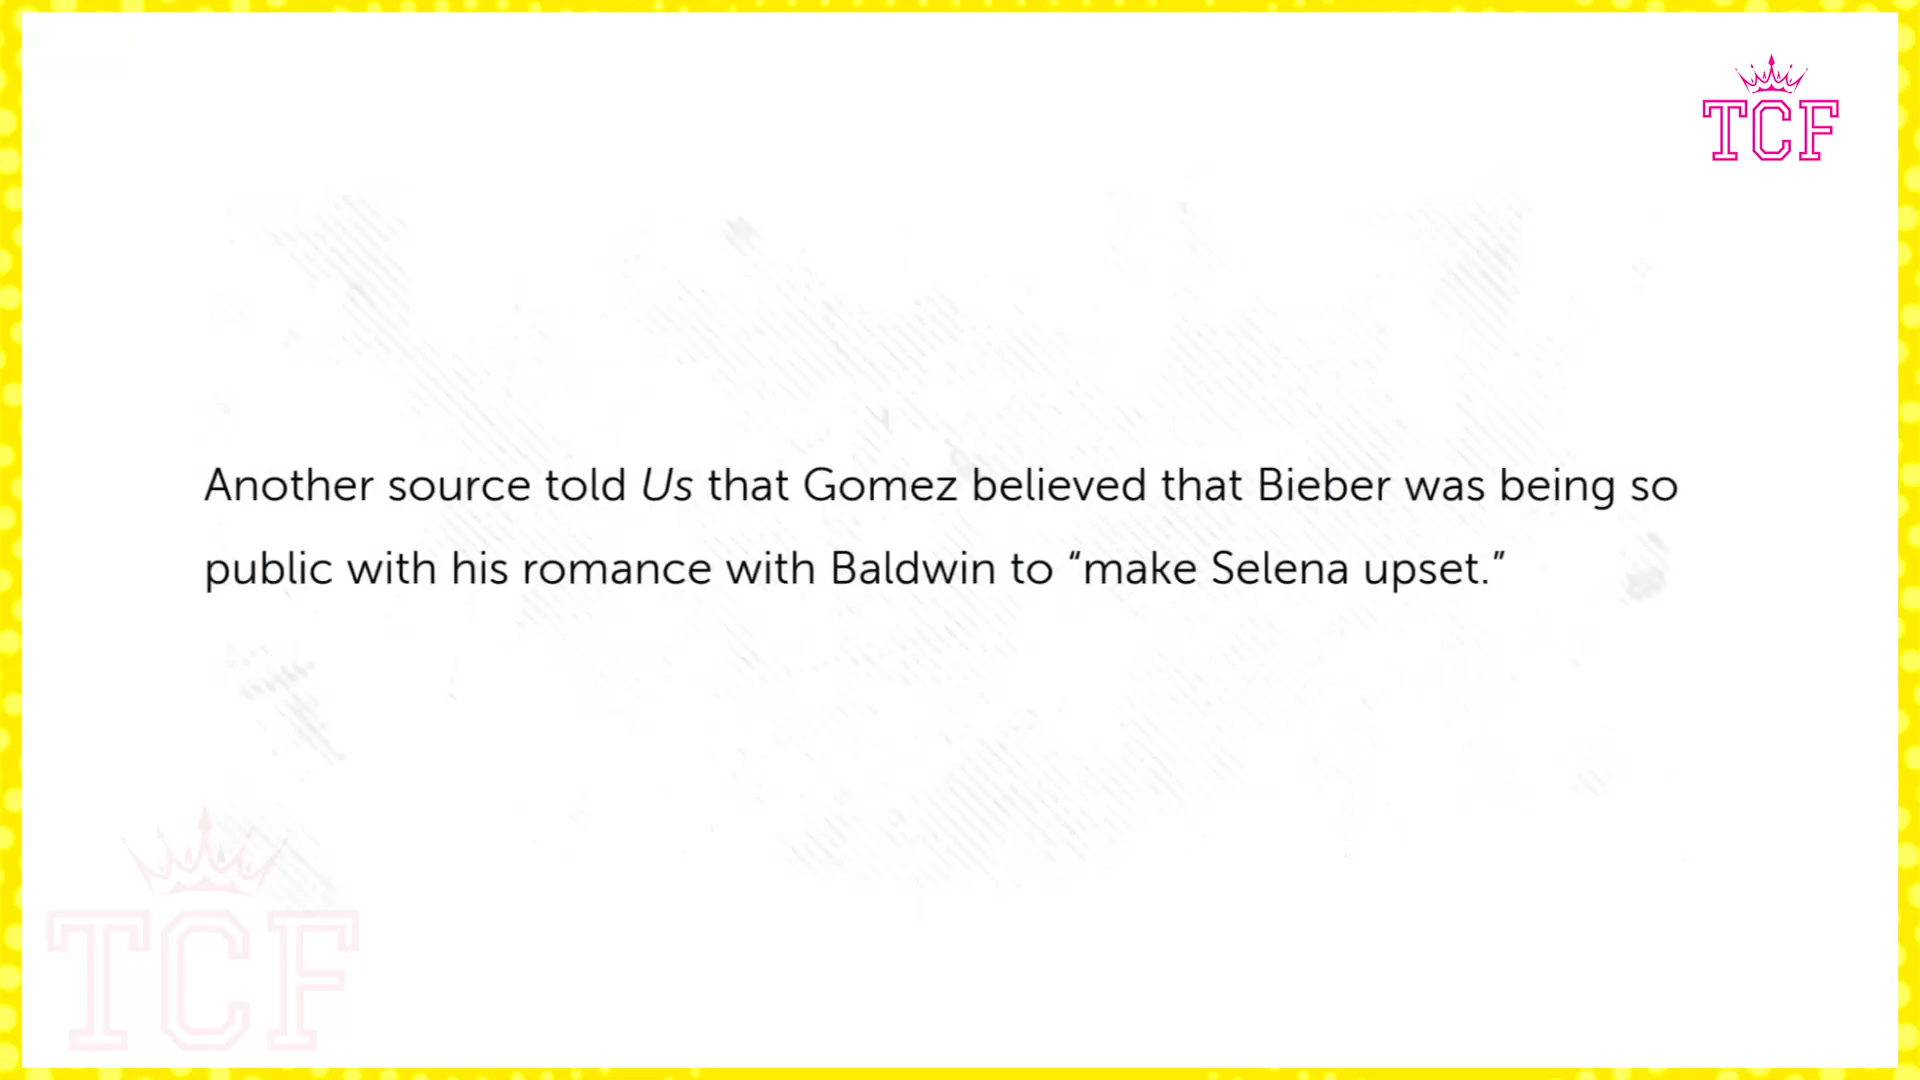 TCF
Another source told Us that Gomez believed that Bieber was being so
public with his romance with Baldwin to “make Selena upset.”
TCF